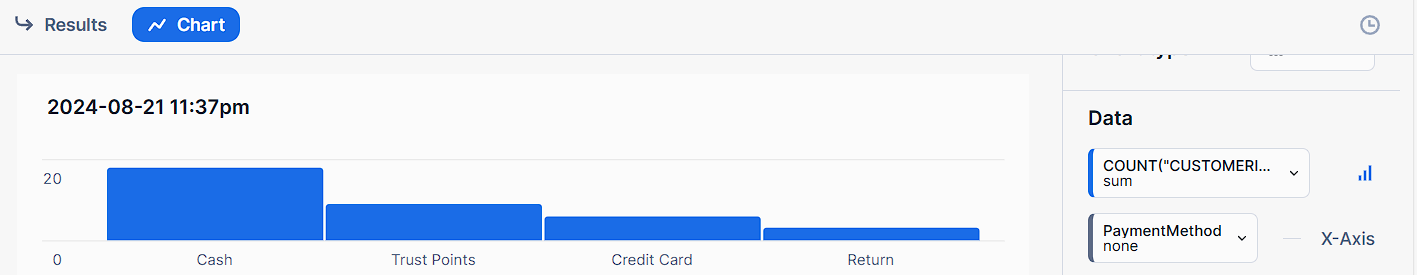 Results
Chart
2024-08-21 11:37pm
20
0
Cash
Trust Points
Credit Card
Return
Data
COUNT("CUSTOMERI...
sum
PaymentMethod
none
X-Axis